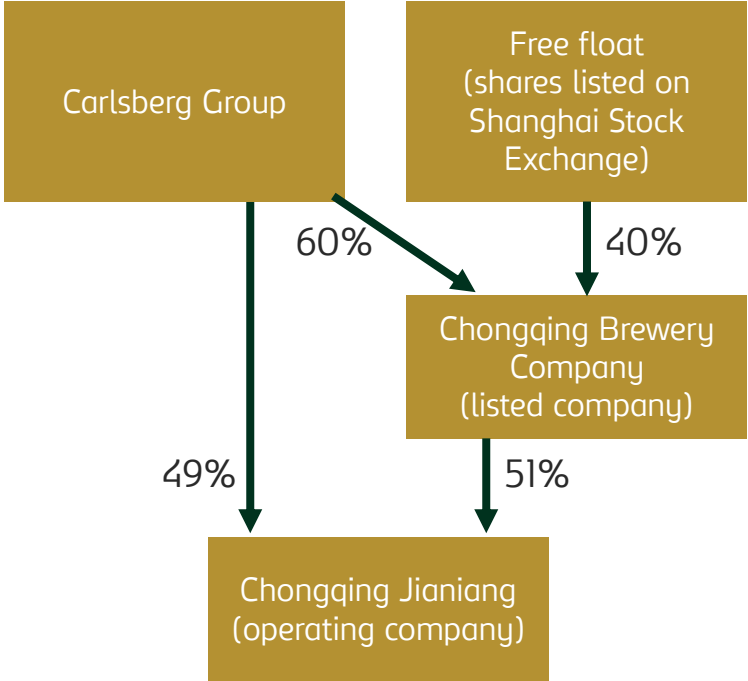 Carlsberg Group
Free float
(shares listed on
Shanghai Stock
Exchange)
60%
40%
Chongqing Brewery
Company
(listed company)
49%
51%
Chongqing Jianiang
(operating company)